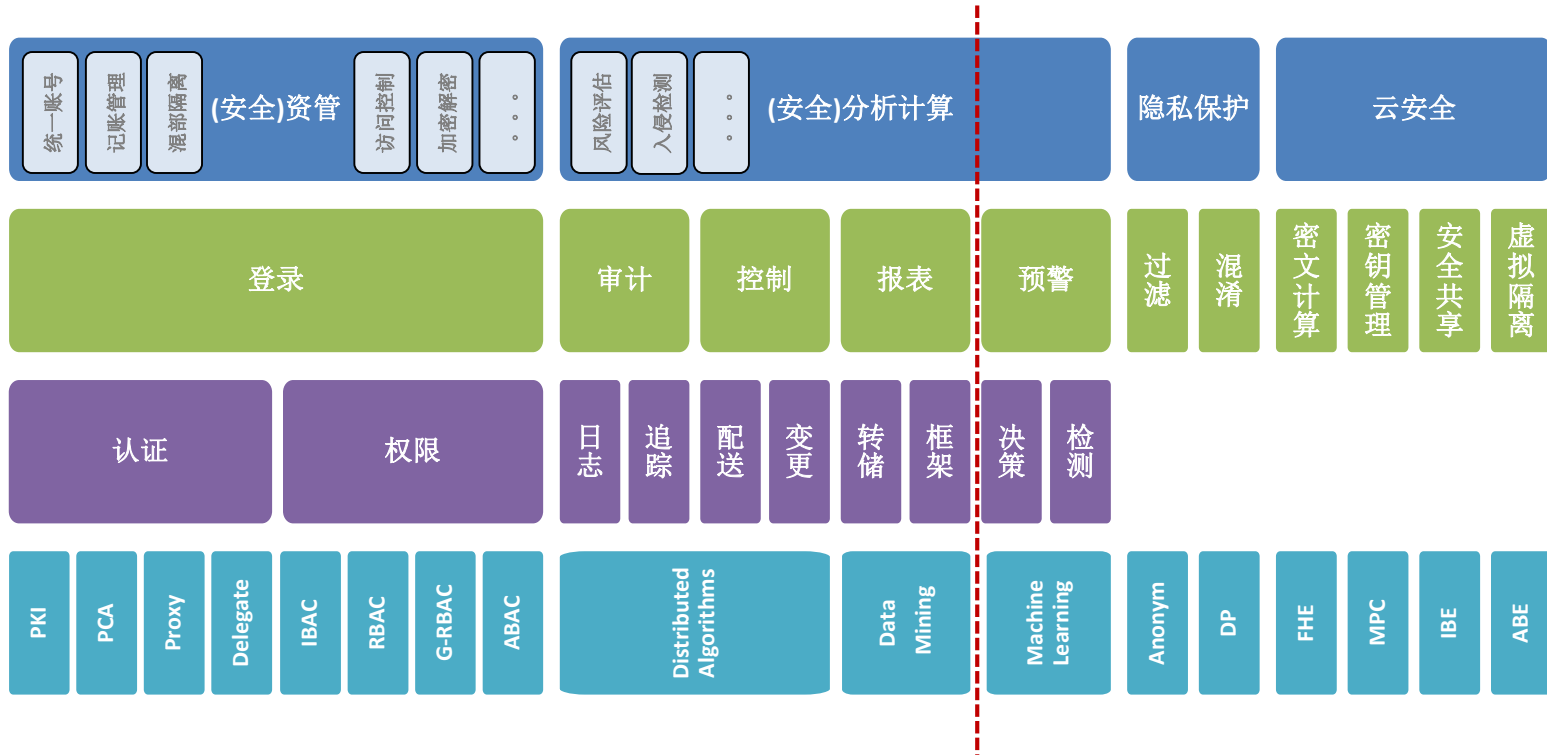 统一账号
记账管理
混部隔离
(安全)资管
访问控制
加密解密
。。。
风险评估
入侵检测
。。。
(安全)分析计算
隐私保护
云安全
登录
审计
控制
报表
预警
过滤
混淆
密文计算
密钥管理
安全共享
虚拟隔离
认证
权限
日志
追踪
配送
变更
转储
框架
决策
检测
PKI
PCA
Proxy
Delegate
IBAC
RBAC
G-RBAC
ABAC
Distributed
Algorithms
Data
Mining
Machine
Learning
Anonym
DP
FHE
MPC
IBE
ABE